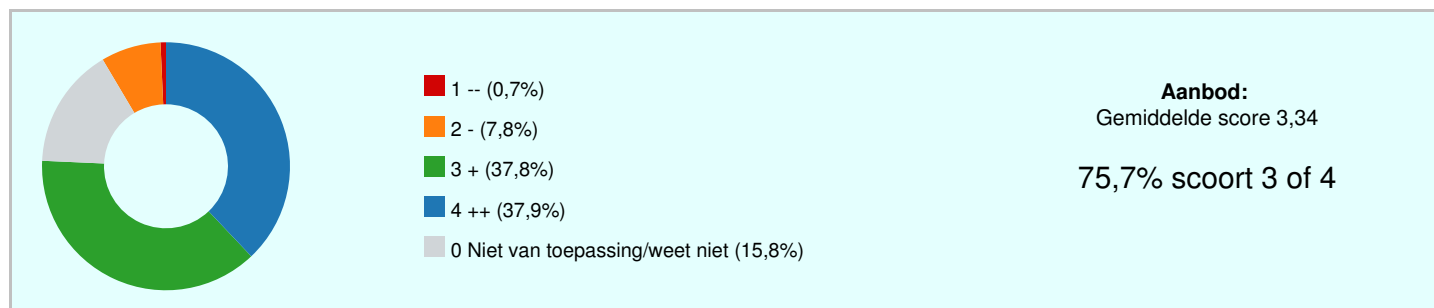 1 -- (0,7%)
2 - (7,8%)
3 + (37,8%)
4 ++ (37,9%)
0 Niet van toepassing/weet niet (15,8%)
Aanbod:
Gemiddelde score 3,34
75,7% scoort 3 of 4